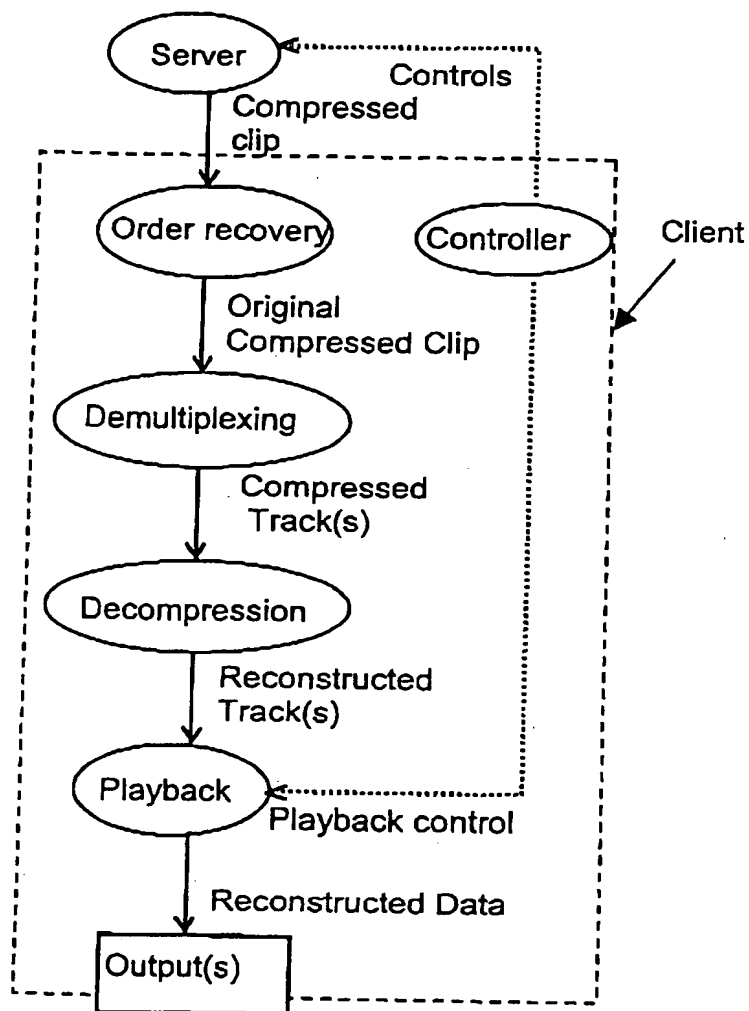 Server
Controls
Compressed
clip
Order recovery
Controller
Client
Original
Compressed Clip
Demultiplexing
Compressed
Track(s)
Decompression
Reconstructed
Track(s)
Playback
Playback control
Reconstructed Data
Output(s)